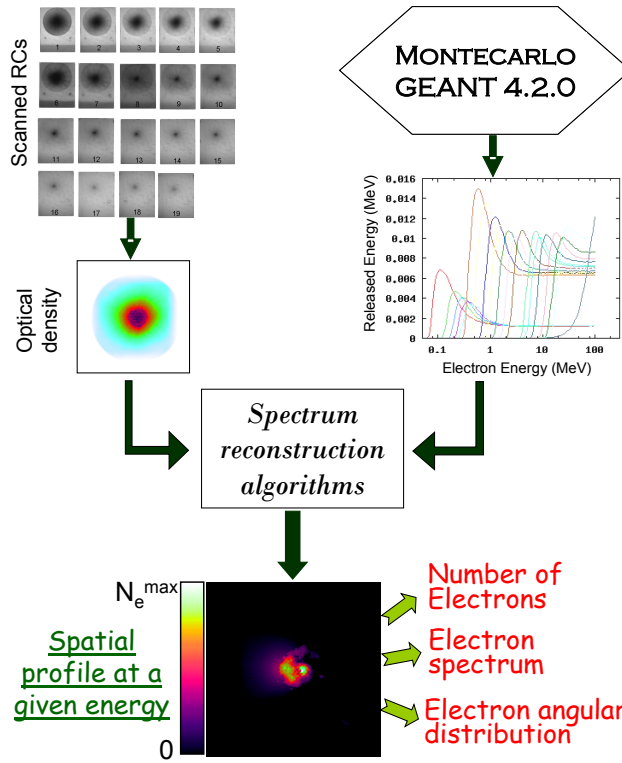 Scanned RCs
1 2 3 4 5
6 7 8 9 10
11 12 13 14 15
16 17 18 19
MONTECARLO
GEANT 4.2.0
Optical
density
Released Energy (MeV)
0.016
0.014
0.012
0.01
0.008
0.006
0.004
0.002
0
0.1 1 10 100
Electron Energy (MeV)
Spectrum
reconstruction
algorithms
Nₑᵐᵃˣ
0
Spatial
profile at a
given energy
Number of
Electrons
Electron
spectrum
Electron angular
distribution